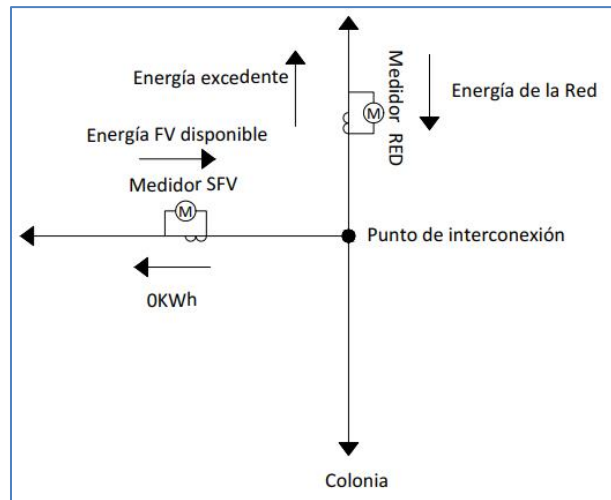 Energía excedente
Medidor RED
M
Energía de la Red
Energía FV disponible
Medidor SFV
M
Punto de interconexión
0KWh
Colonia